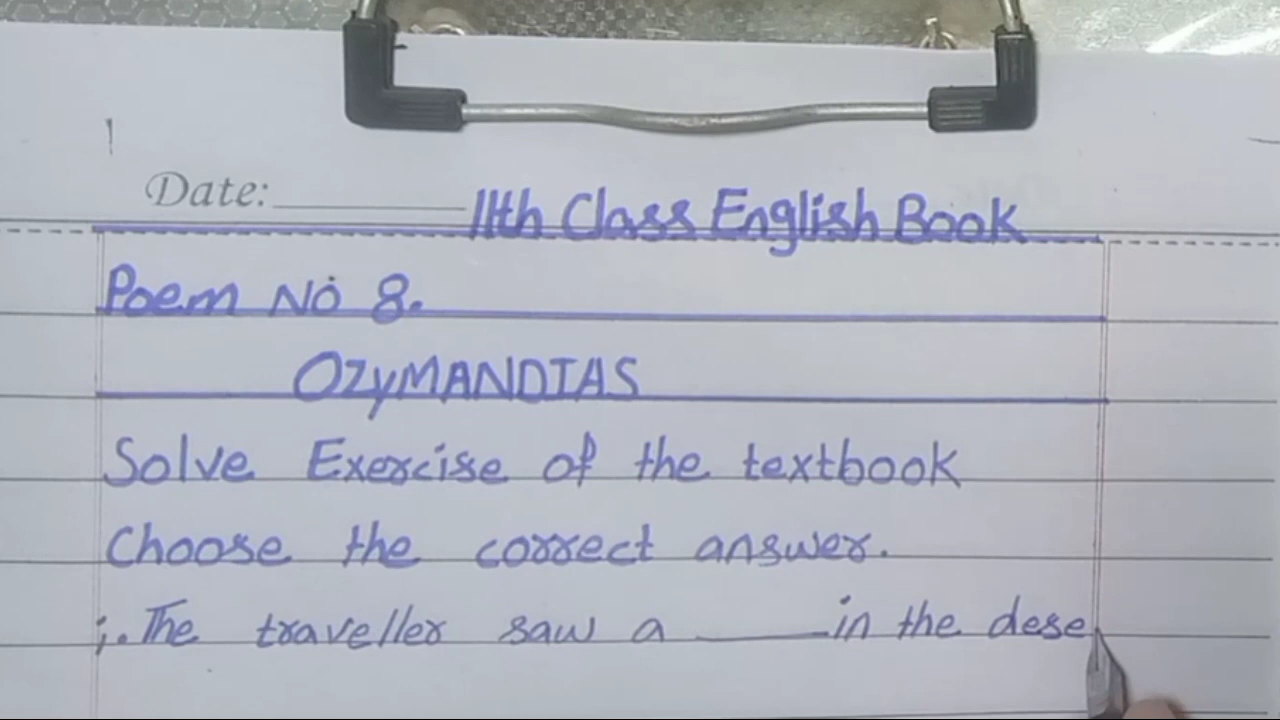 Date: 11th Class English Book
Poem No 8.
OZYMANDIAS
Solve Exercise of the textbook
Choose the correct answer.
i. The traveller saw a ____ in the dese